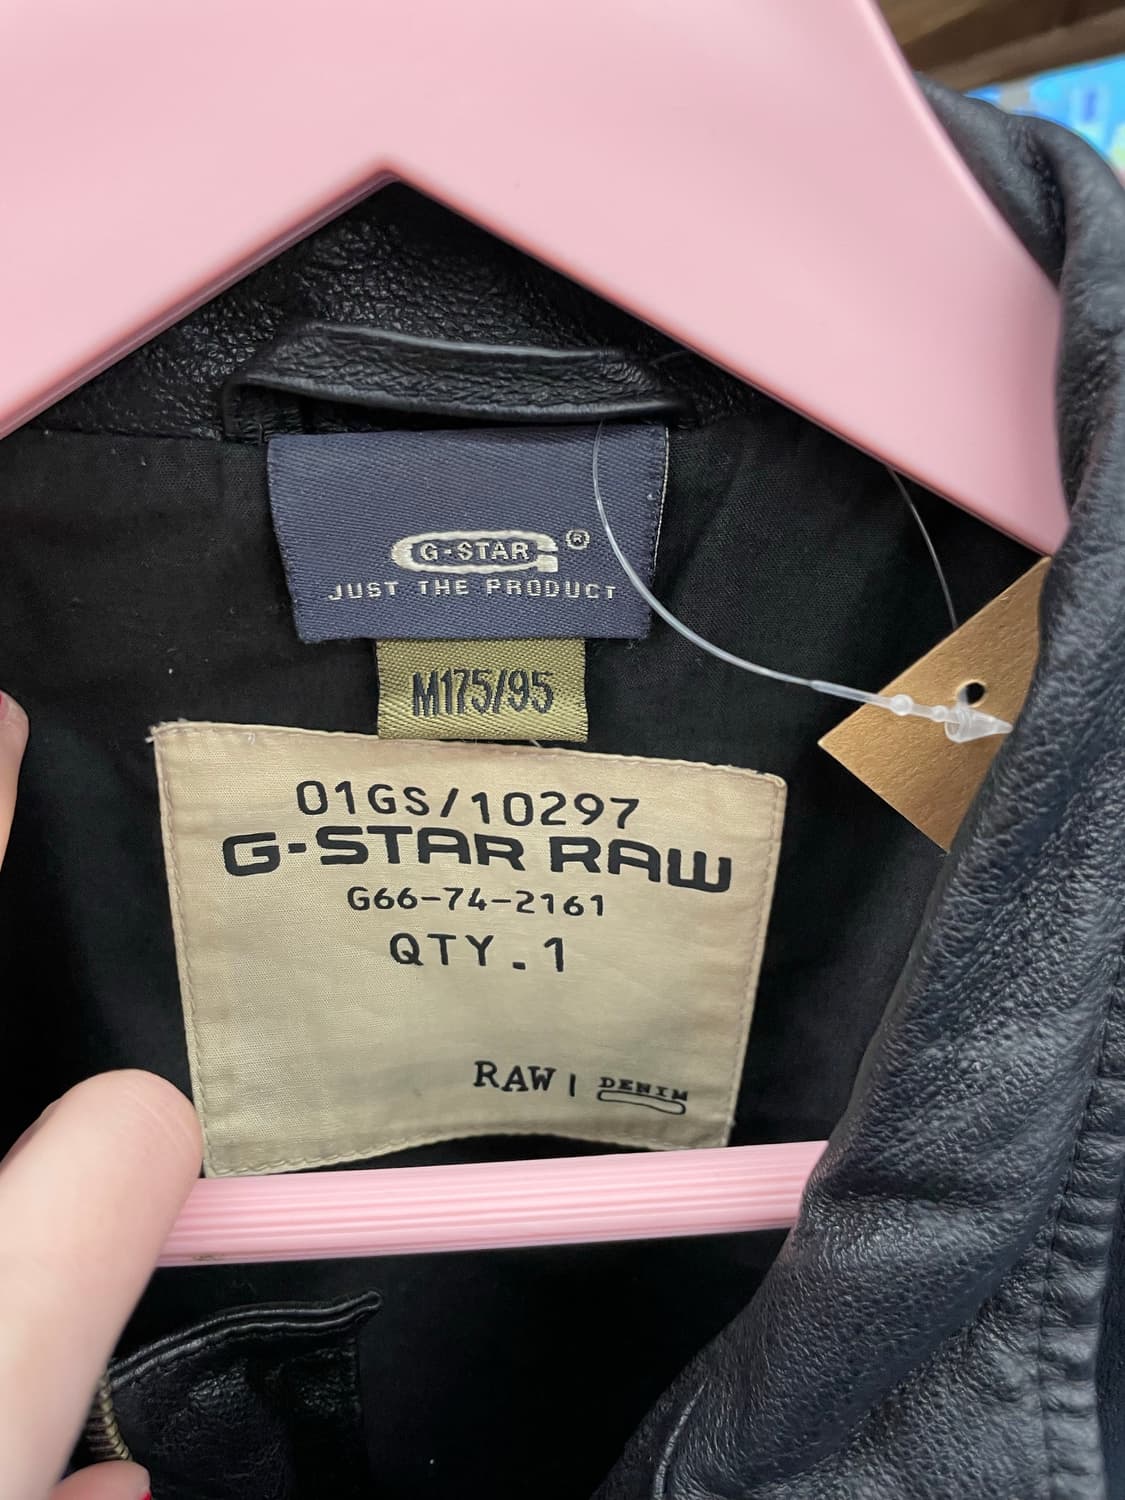 G-STAR ®
JUST THE PRODUCT
M175/95
01GS/10297
G-STAR RAW
G66-74-2161
QTY.1
RAW | DENIM